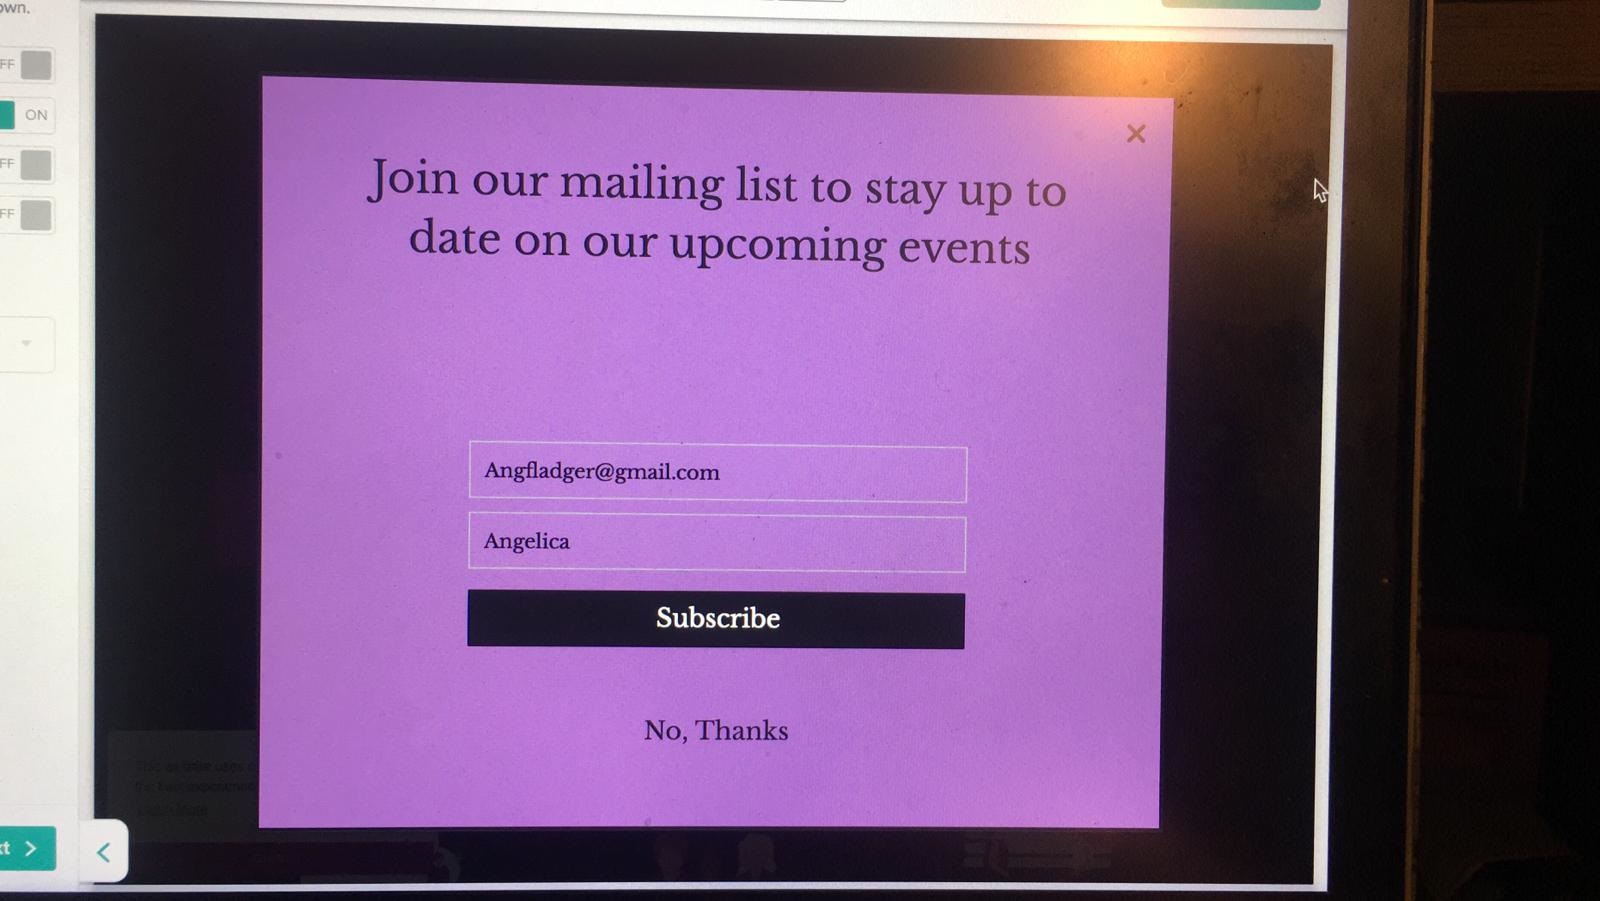 own.
FF
ON
FF
FF
Join our mailing list to stay up to
date on our upcoming events
Angfladger@gmail.com
Angelica
Subscribe
No, Thanks